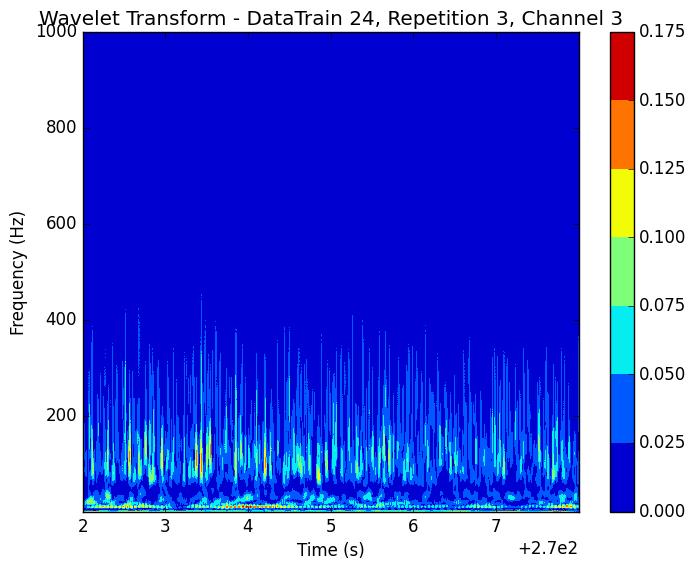 Wavelet Transform - DataTrain 24, Repetition 3, Channel 3
1000
800
600
400
200
Frequency (Hz)
2 3 4 5 6 7
Time (s)
+2.7e2
0.175
0.150
0.125
0.100
0.075
0.050
0.025
0.000